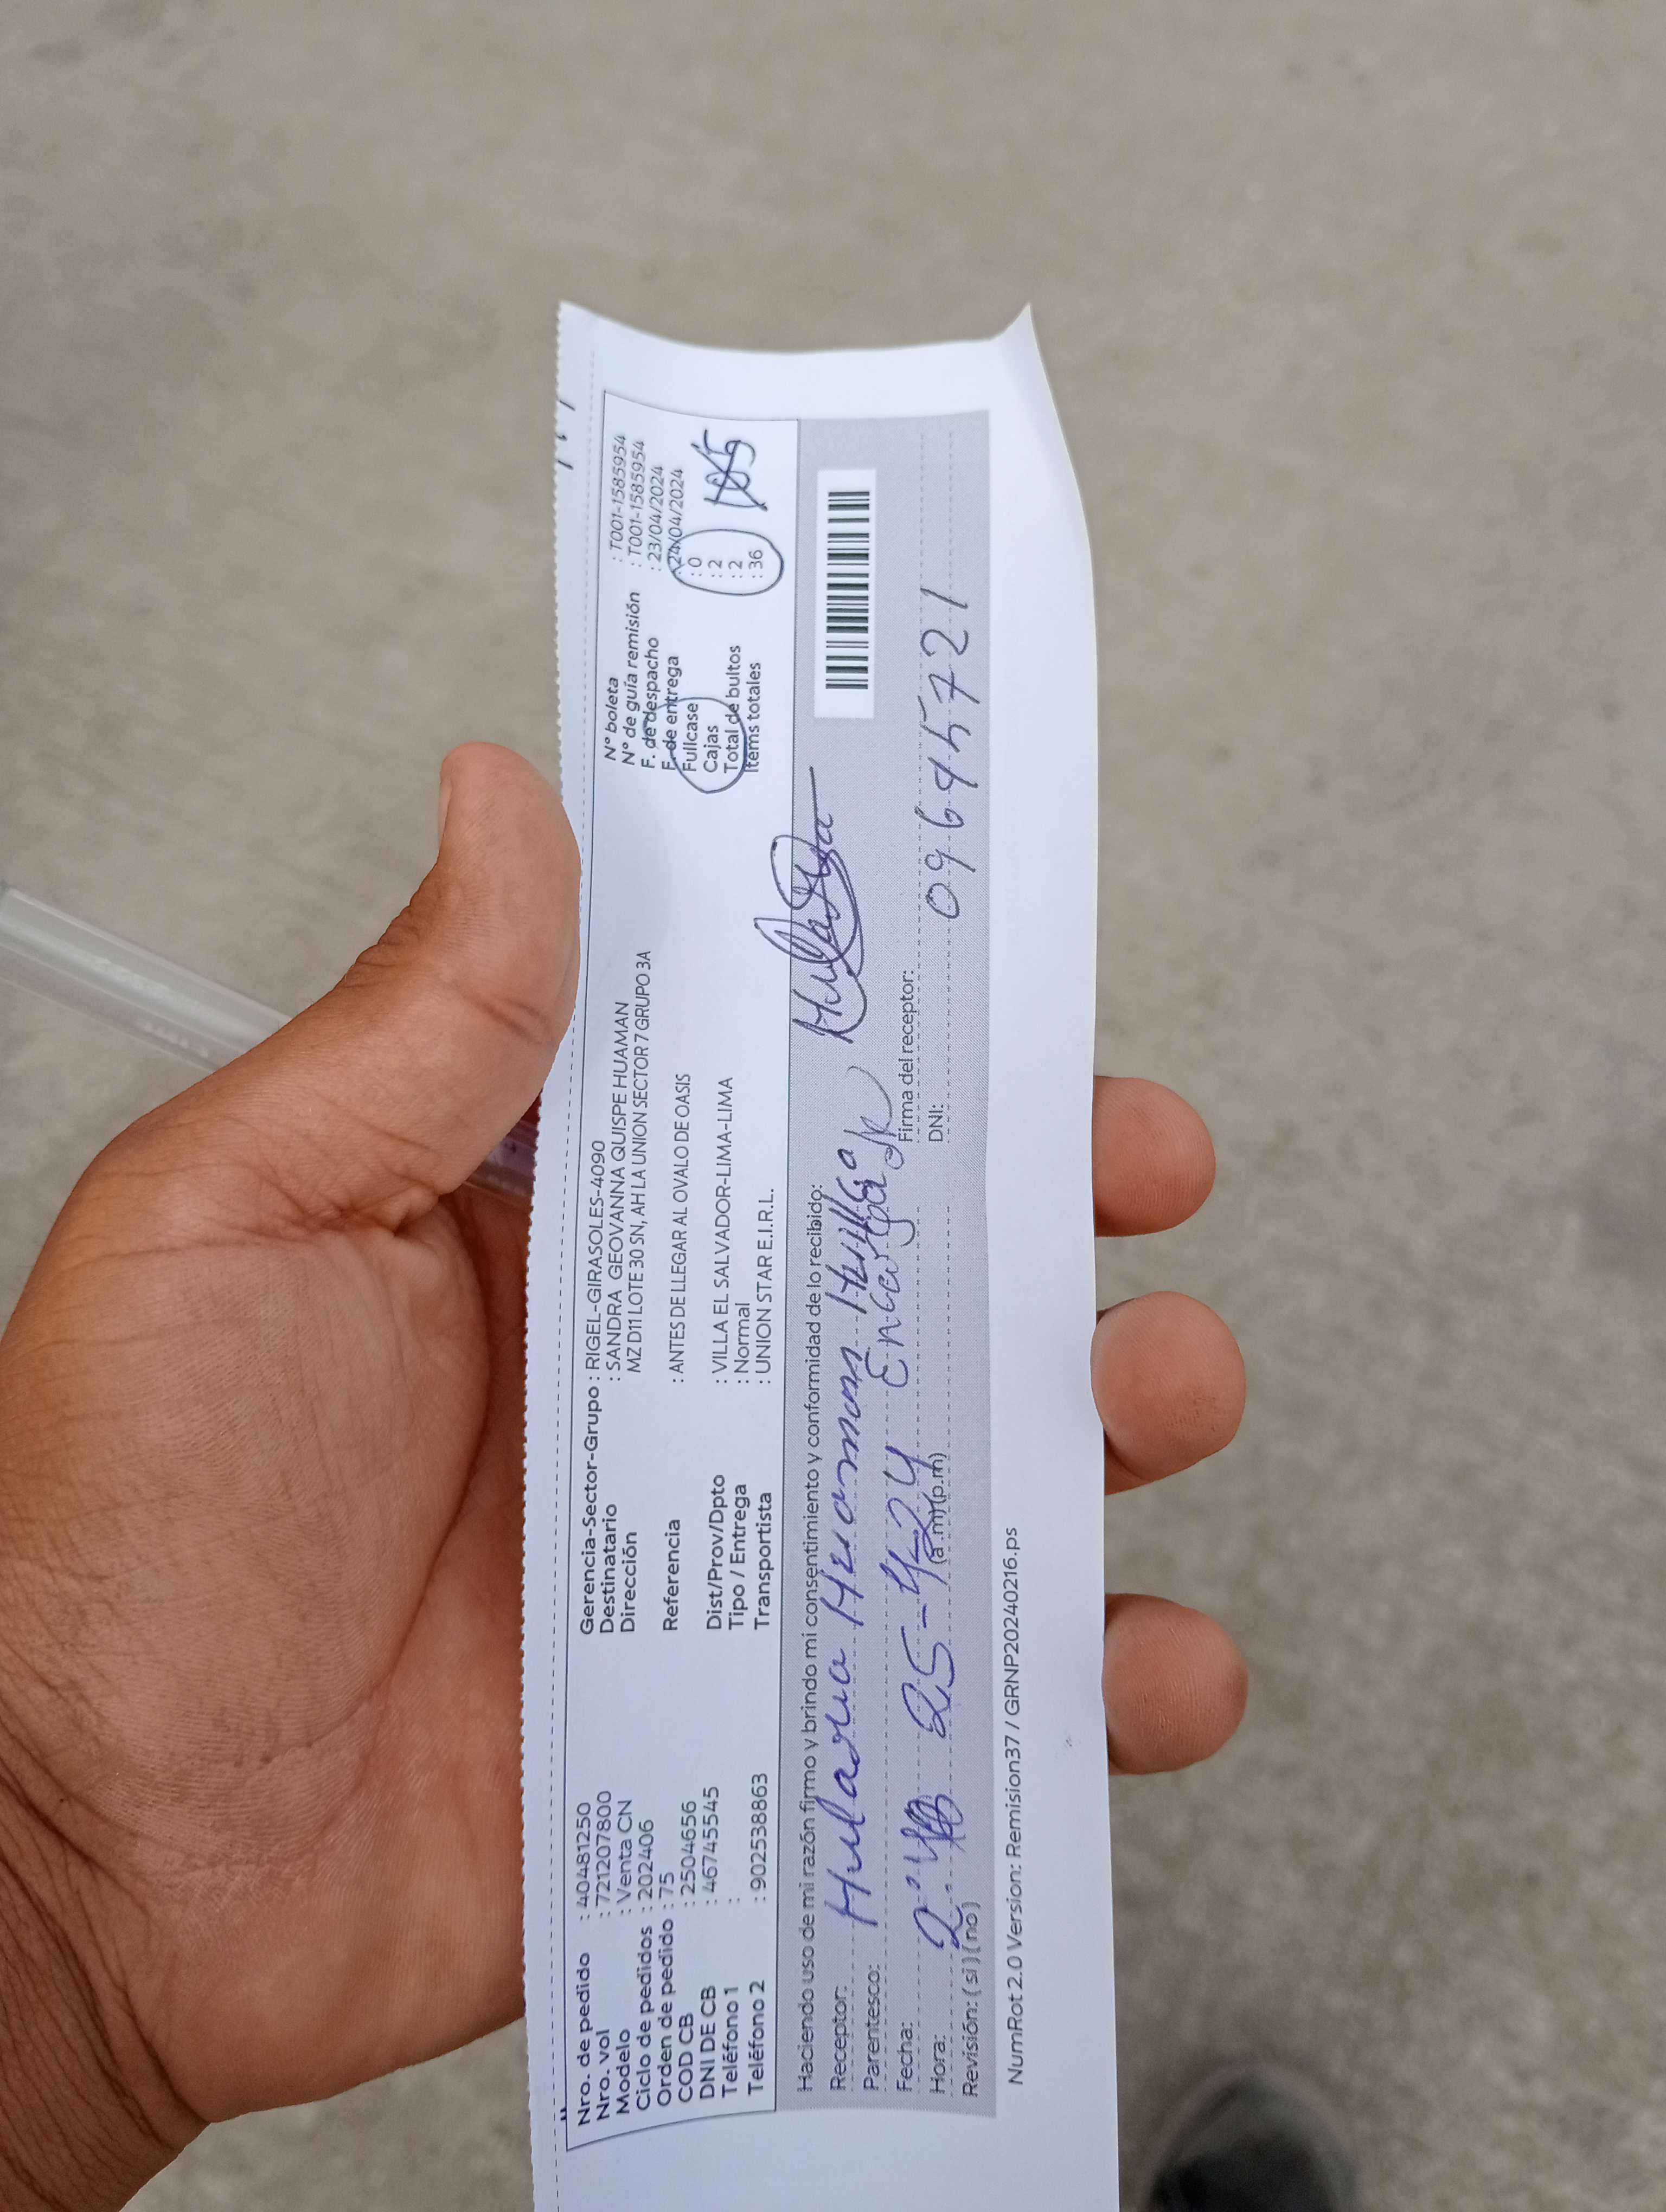 Nro. de pedido : 40481250
Nro. vol : 721207800
Modelo : Venta CN
Ciclo de pedidos : 202406
Orden de pedido : 75
COD CB : 2504656
DNI DE CB : 46745545
Teléfono 1 :
Teléfono 2 : 902538863
Gerencia-Sector-Grupo : RIGEL-GIRASOLES-4090
Destinatario : SANDRA GEOVANNA QUISPE HUAMAN
Dirección MZ D11 LOTE 30 SN, AH LA UNION SECTOR 7 GRUPO 3A
Referencia : ANTES DE LLEGAR AL OVALO DE OASIS
Dist/Prov/Dpto : VILLA EL SALVADOR-LIMA-LIMA
Tipo / Entrega : Normal
Transportista : UNION STAR E.I.R.L.
N° boleta : T001-1585954
N° de guía remisión : T001-1585954
F. de despacho : 23/04/2024
F. de entrega : 24/04/2024
Fullcase : 0
Cajas : 2
Total de bultos : 2
Items totales : 36
Haciendo uso de mi razón firmo y brindo mi consentimiento y conformidad de lo recibido:
Receptor: Huaman
Parentesco: Encargada
Fecha: 25-4-24
Hora: (a.m) (p.m)
Revisión: (si) (no)
Firma del receptor:
DNI: 09645721
NumRot 2.0 Version: Remision37 / GRNP20240216.ps